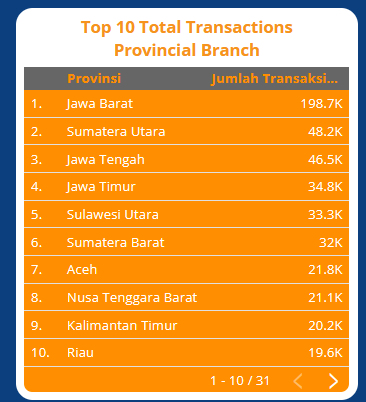 Top 10 Total Transactions
Provincial Branch
Provinsi Jumlah Transaksi...
1. Jawa Barat 198.7K
2. Sumatera Utara 48.2K
3. Jawa Tengah 46.5K
4. Jawa Timur 34.8K
5. Sulawesi Utara 33.3K
6. Sumatera Barat 32K
7. Aceh 21.8K
8. Nusa Tenggara Barat 21.1K
9. Kalimantan Timur 20.2K
10. Riau 19.6K
1 - 10 / 31